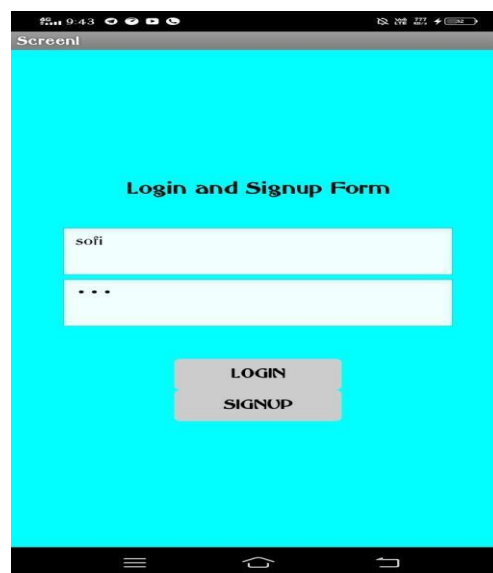 9:43
Screen1
Login and Signup Form
sofi
•••
LOGIN
SIGNUP